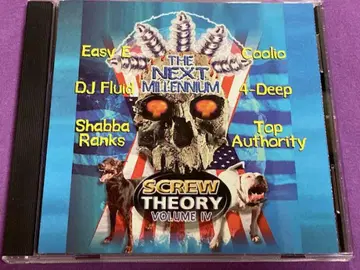 Easy E
Coolio
THE
NEXT
MILLENNIUM
DJ Fluid
4-Deep
Shabba
Ranks
Top
Authority
SCREW
THEORY
VOLUME IV